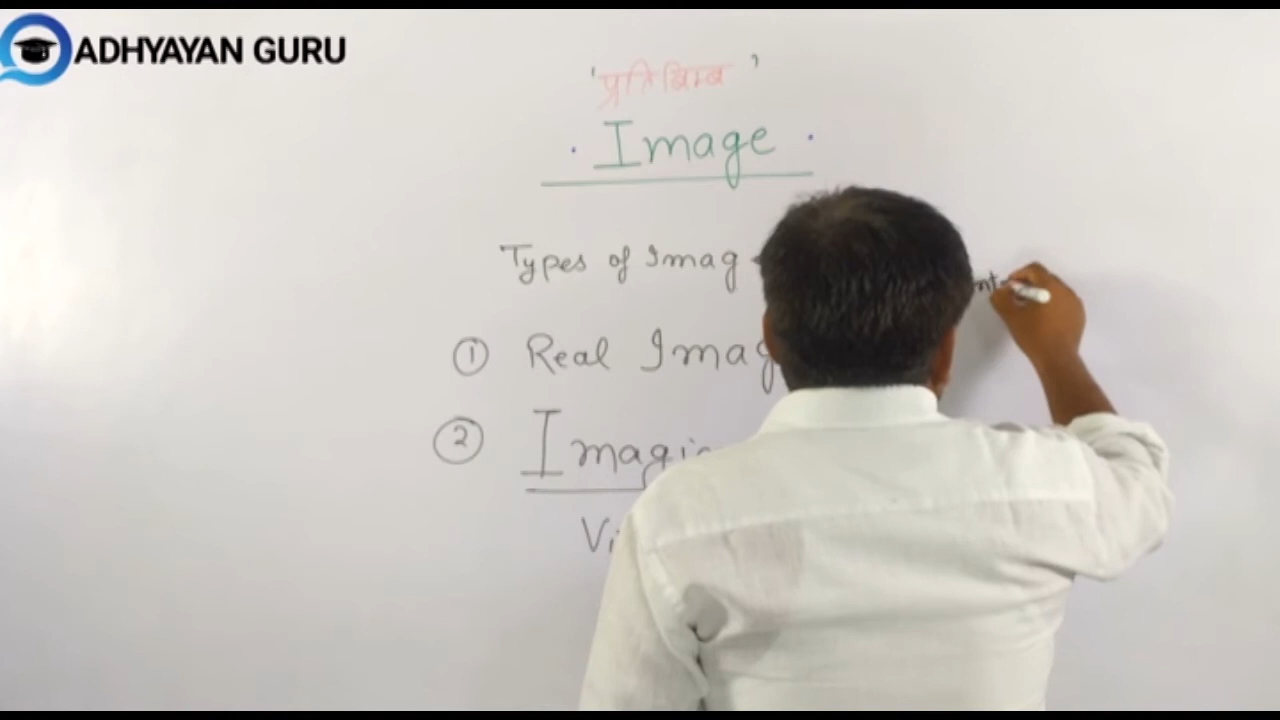 ADHYAYAN GURU
'प्रतिबिम्ब'
Image
Types of Imag
① Real Imag
② Imagi
Vi